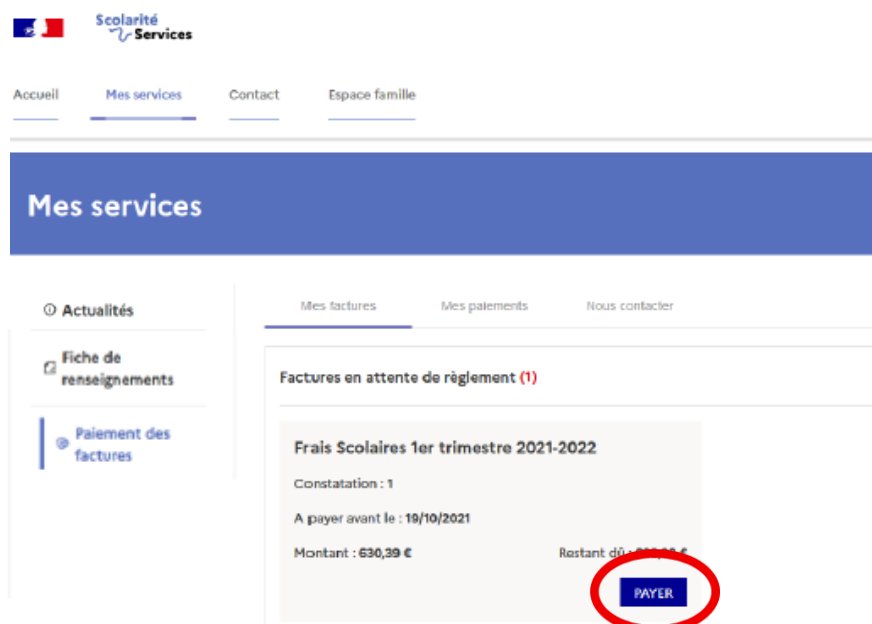 Scolarité
Services
Accueil Mes services Contact Espace famille
Mes services
Actualités
Fiche de
renseignements
Paiement des
factures
Mes factures Mes paiements Nous contacter
Factures en attente de règlement (1)
Frais Scolaires 1er trimestre 2021-2022
Constatation : 1
A payer avant le : 19/10/2021
Montant : 630,39 € Restant dû : €
PAYER